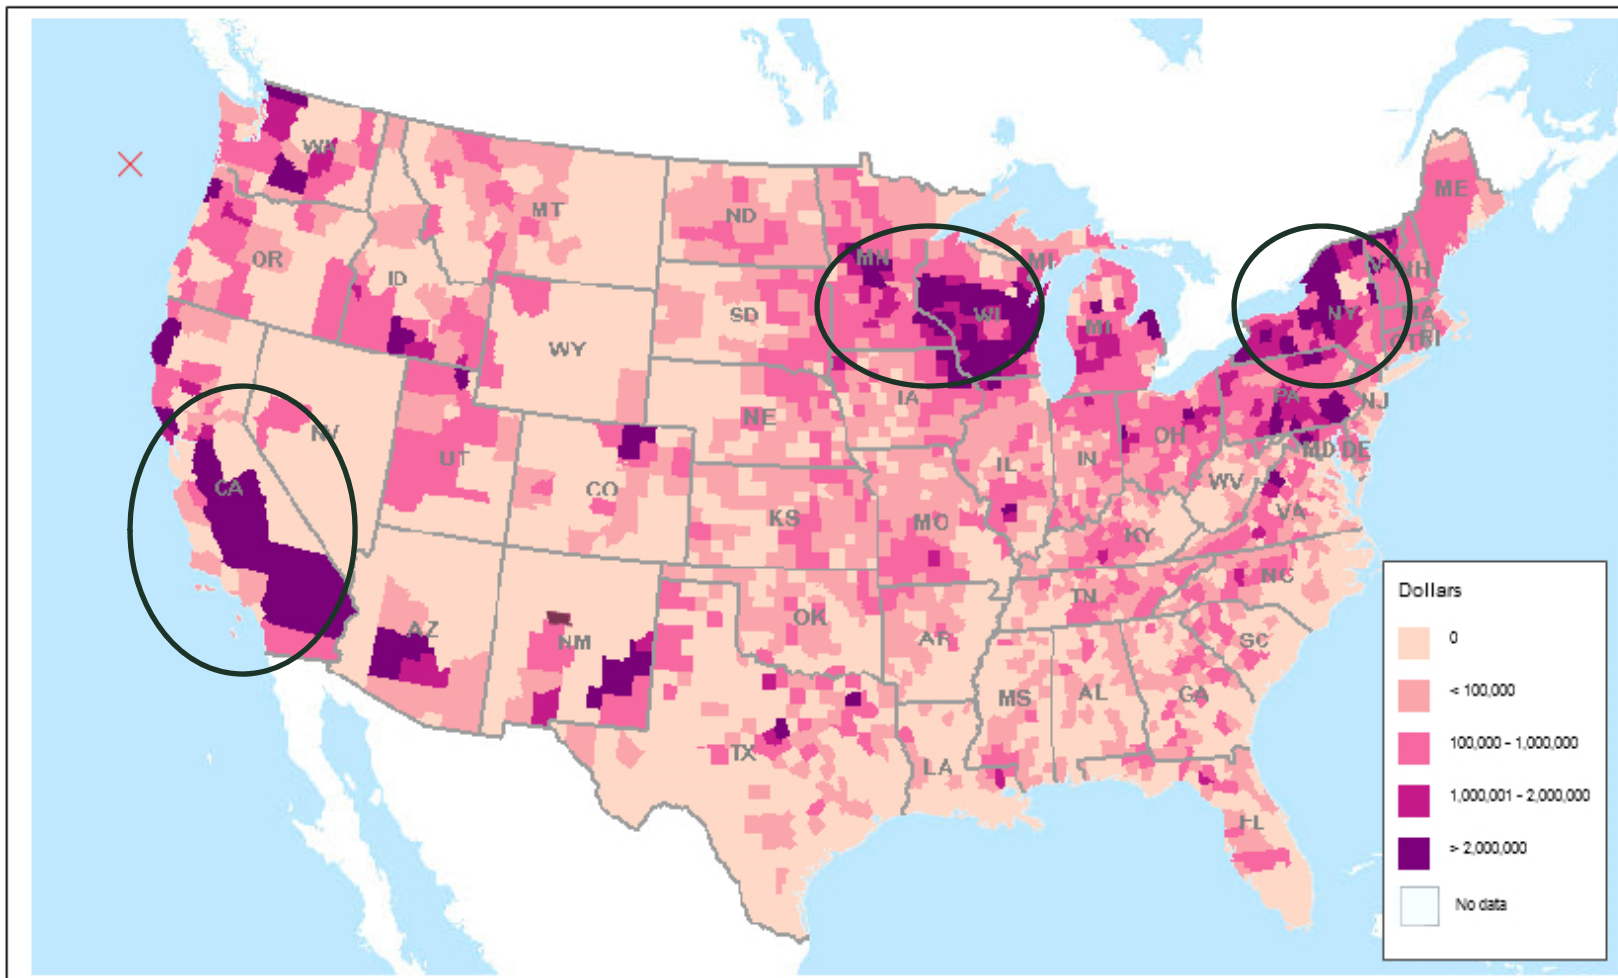 WA
ME
MT
ND
OR
MN
MI
ID
NH
SD
WI
NY
MA
MI
CT
RI
WY
IA
PA
NJ
NE
NV
OH
MD
DE
UT
IL
IN
CA
CO
WV
KS
MO
VA
KY
NC
TN
OK
AZ
NM
AR
SC
MS
AL
GA
TX
LA
FL
Dollars
0
< 100,000
100,000 - 1,000,000
1,000,001 - 2,000,000
> 2,000,000
No data